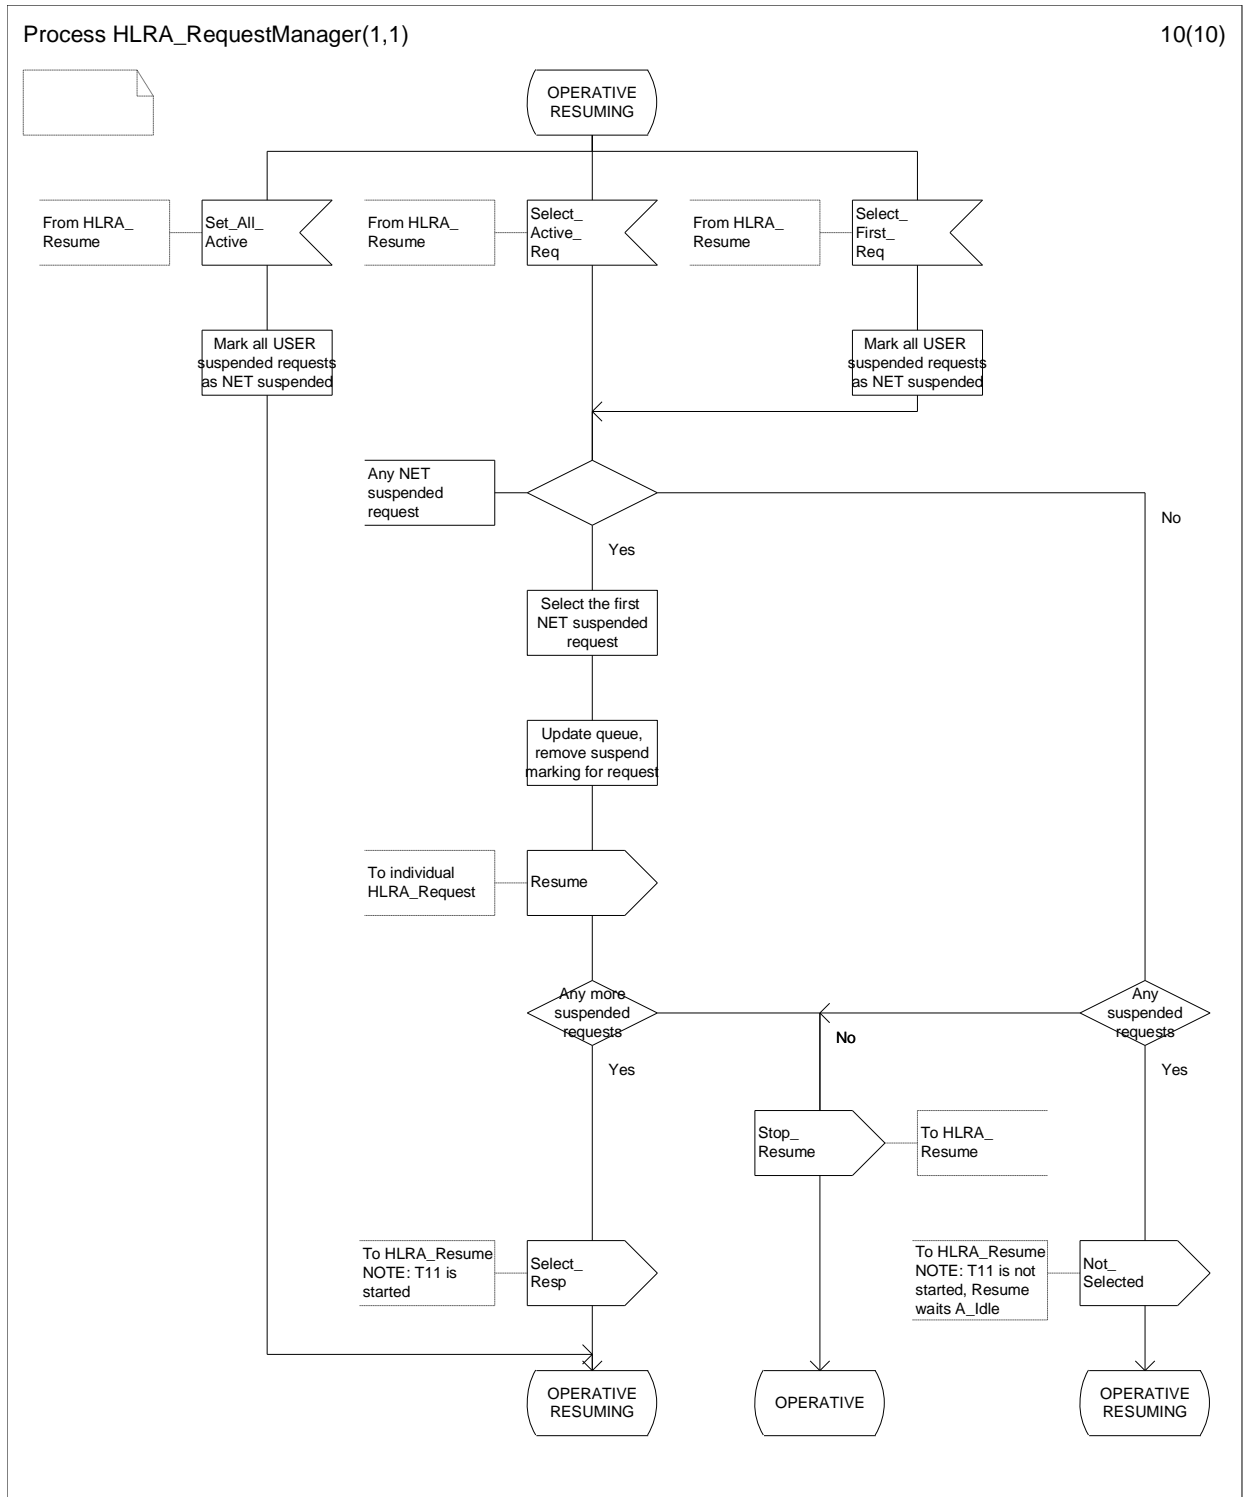 Process HLRA_RequestManager(1,1)
10(10)
OPERATIVE
RESUMING
From HLRA_
Resume
Set_All_
Active
From HLRA_
Resume
Select_
Active_
Req
From HLRA_
Resume
Select_
First_
Req
Mark all USER
suspended requests
as NET suspended
Mark all USER
suspended requests
as NET suspended
Any NET
suspended
request
No
Yes
Select the first
NET suspended
request
Update queue,
remove suspend
marking for request
To individual
HLRA_Request
Resume
Any more
suspended
requests
Any
suspended
requests
No
Yes
Yes
Stop_
Resume
To HLRA_
Resume
To HLRA_Resume
NOTE: T11 is
started
Select_
Resp
To HLRA_Resume
NOTE: T11 is not
started, Resume
waits A_Idle
Not_
Selected
OPERATIVE
RESUMING
OPERATIVE
OPERATIVE
RESUMING